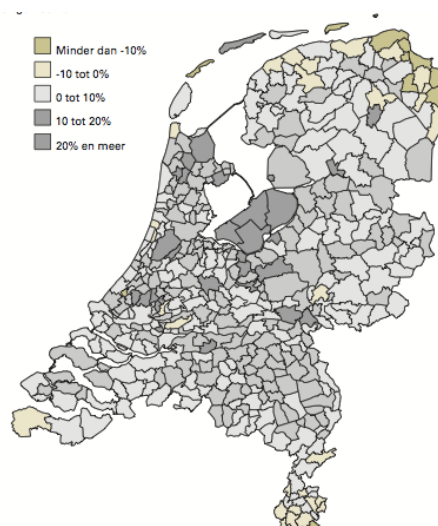 Minder dan -10%
-10 tot 0%
0 tot 10%
10 tot 20%
20% en meer